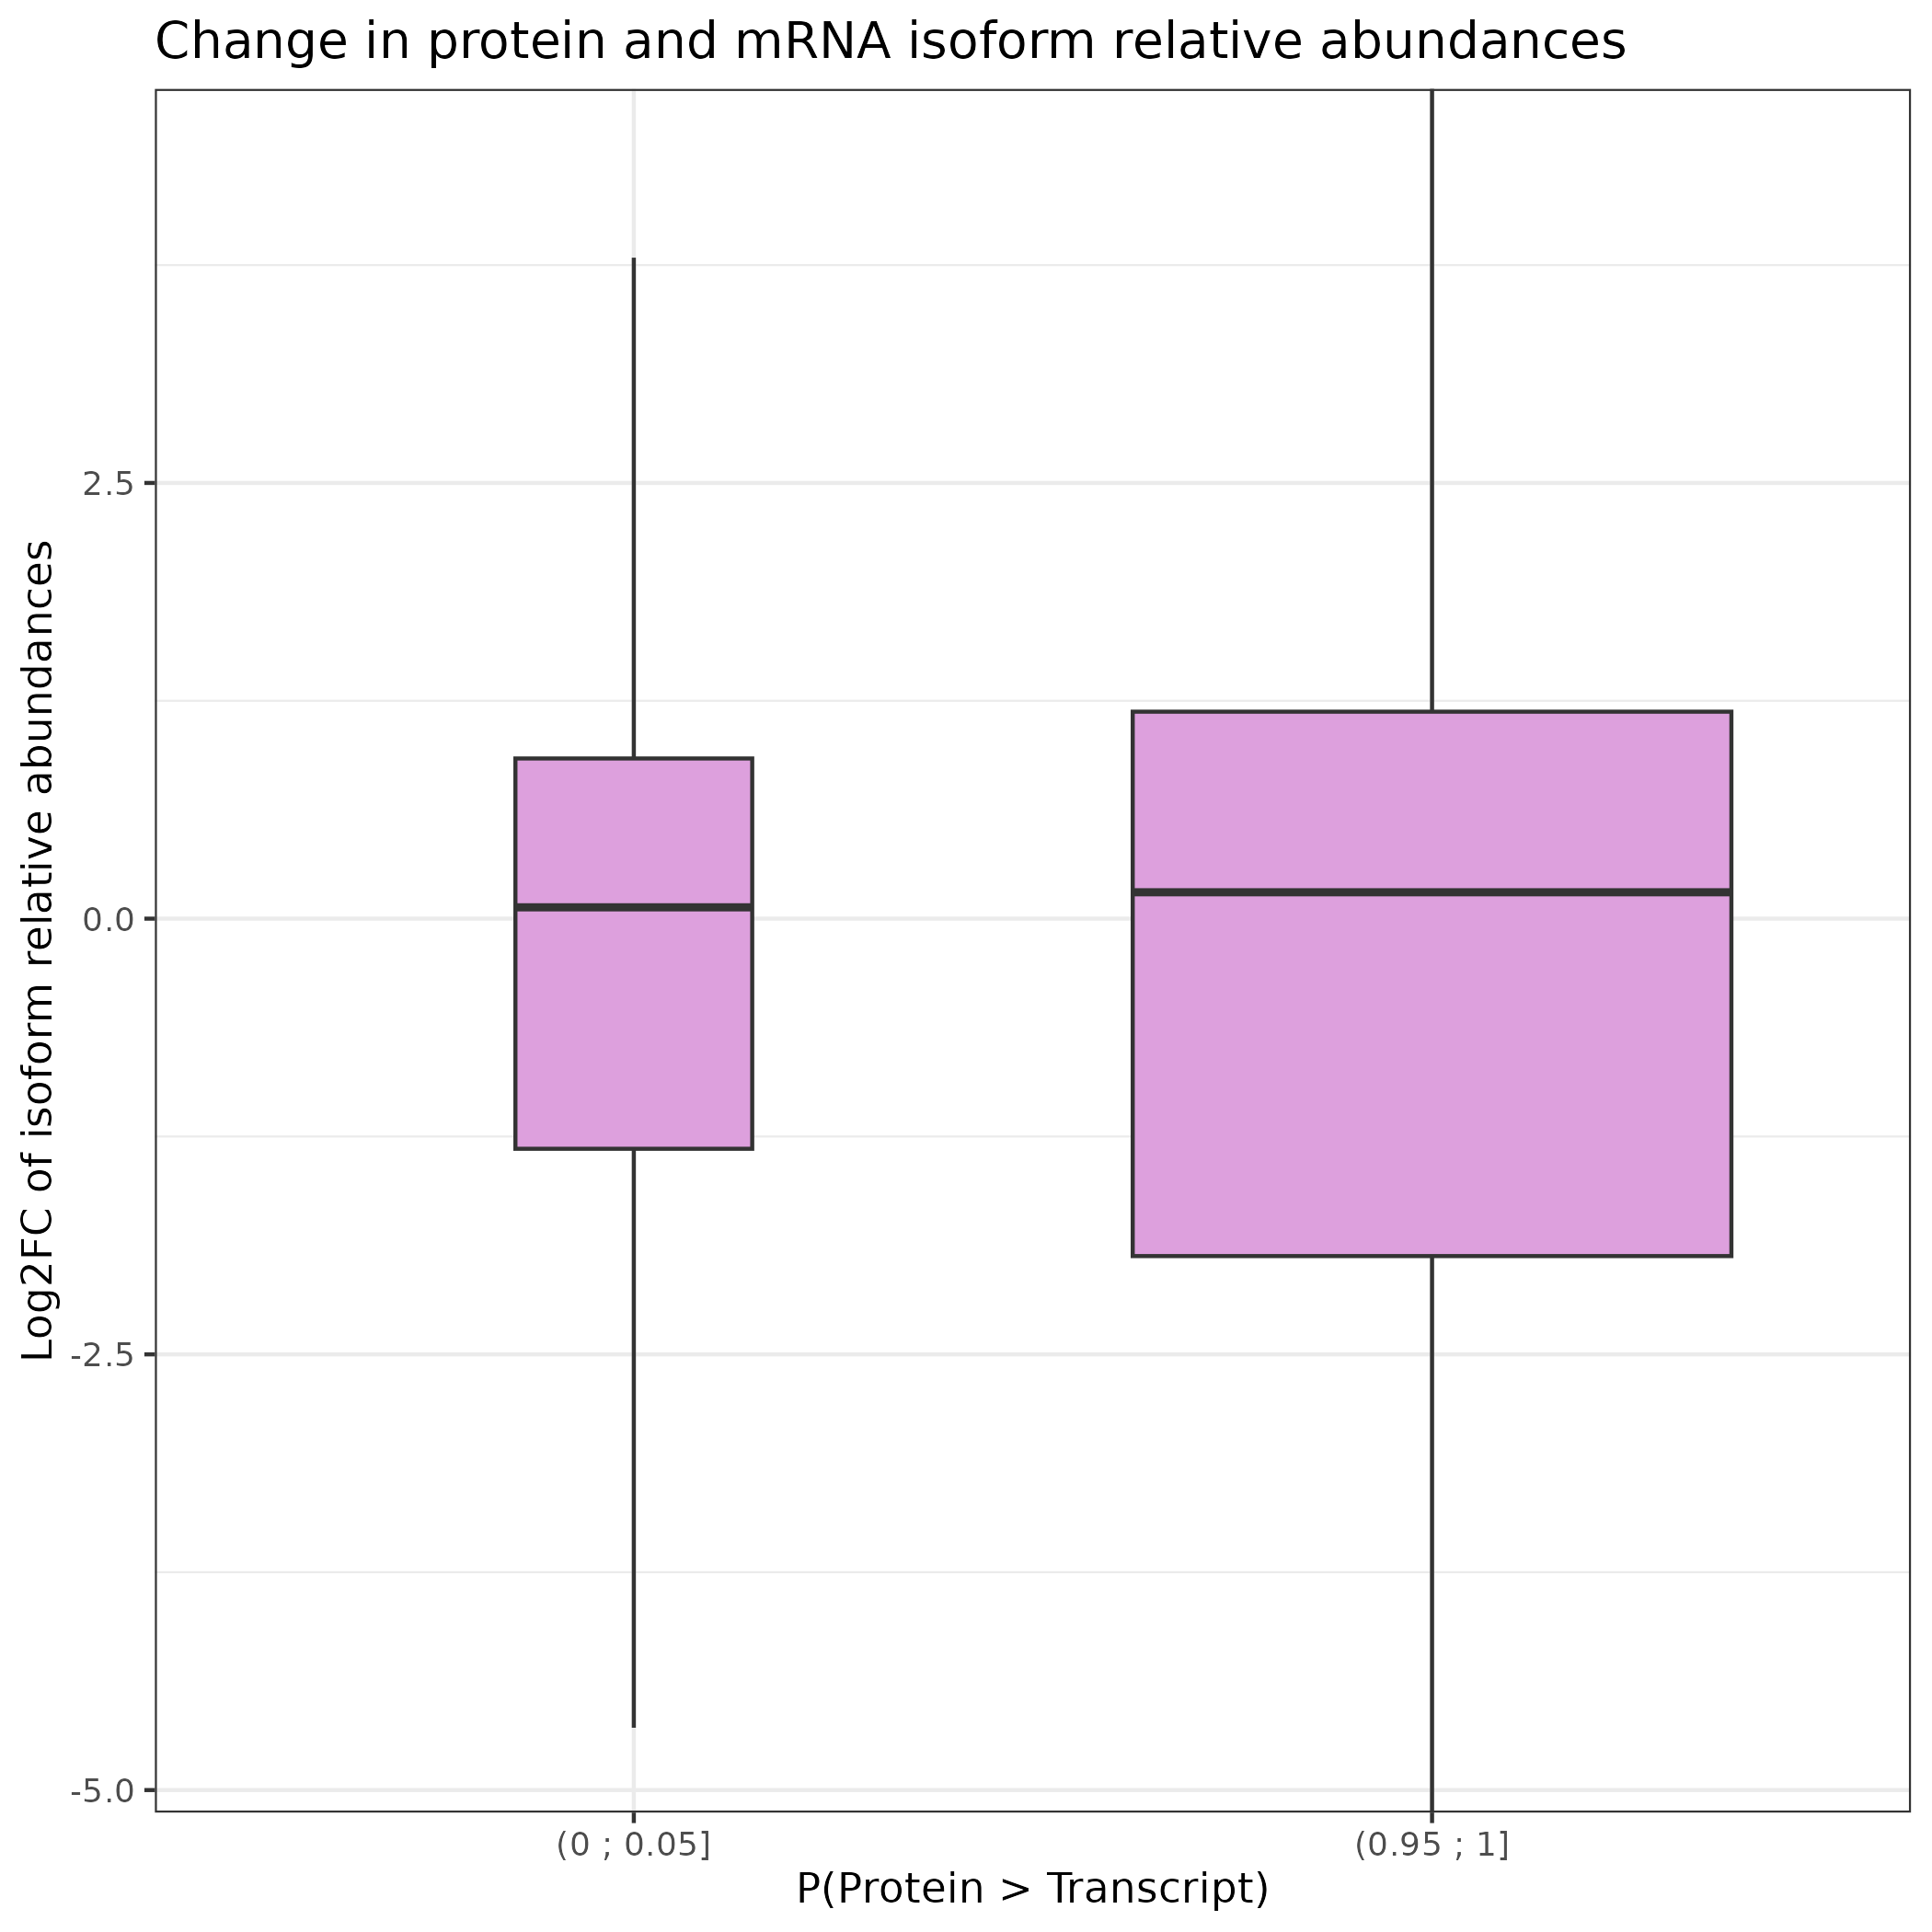 Change in protein and mRNA isoform relative abundances
Log2FC of isoform relative abundances
2.5
0.0
-2.5
-5.0
(0 ; 0.05]
(0.95 ; 1]
P(Protein > Transcript)